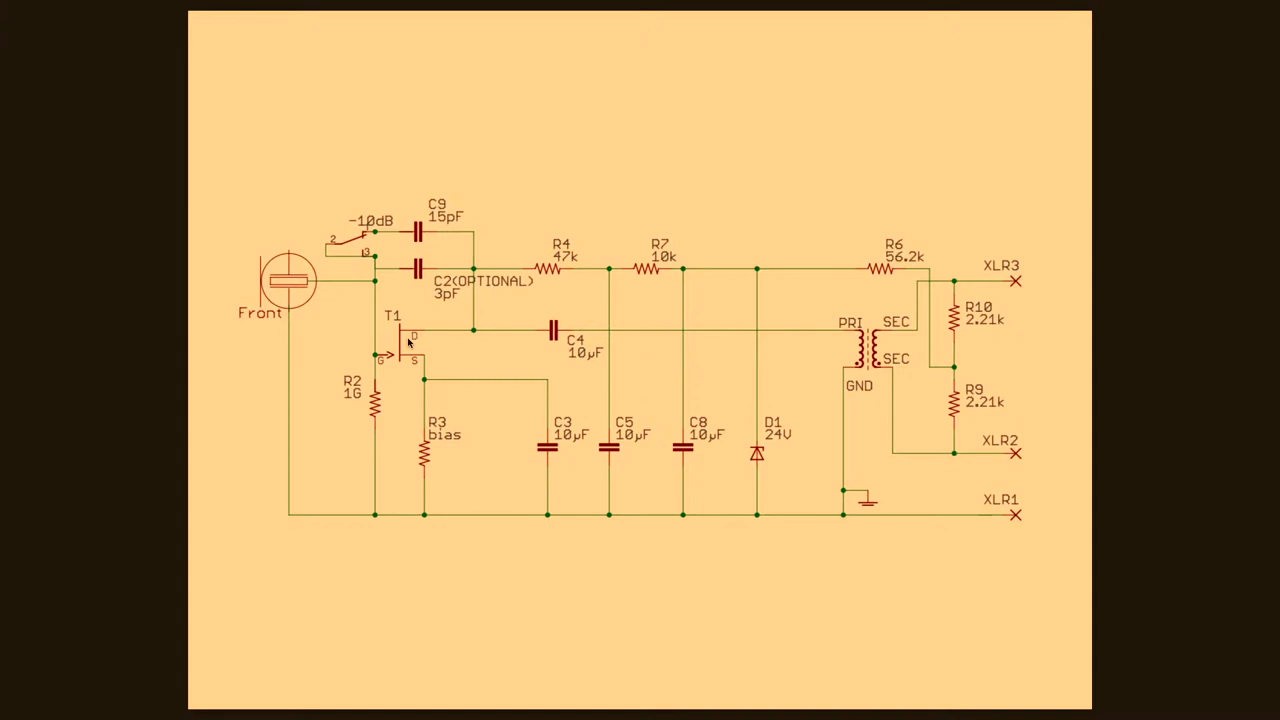 C9
15pF
-10dB
2
3
R4
47k
R7
10k
R6
56.2k
XLR3
C2(OPTIONAL)
3pF
Front
T1
D
G
S
C4
10µF
PRI
SEC
SEC
GND
R10
2.21k
R2
1G
R9
2.21k
R3
bias
C3
10µF
C5
10µF
C8
10µF
D1
24V
XLR2
XLR1